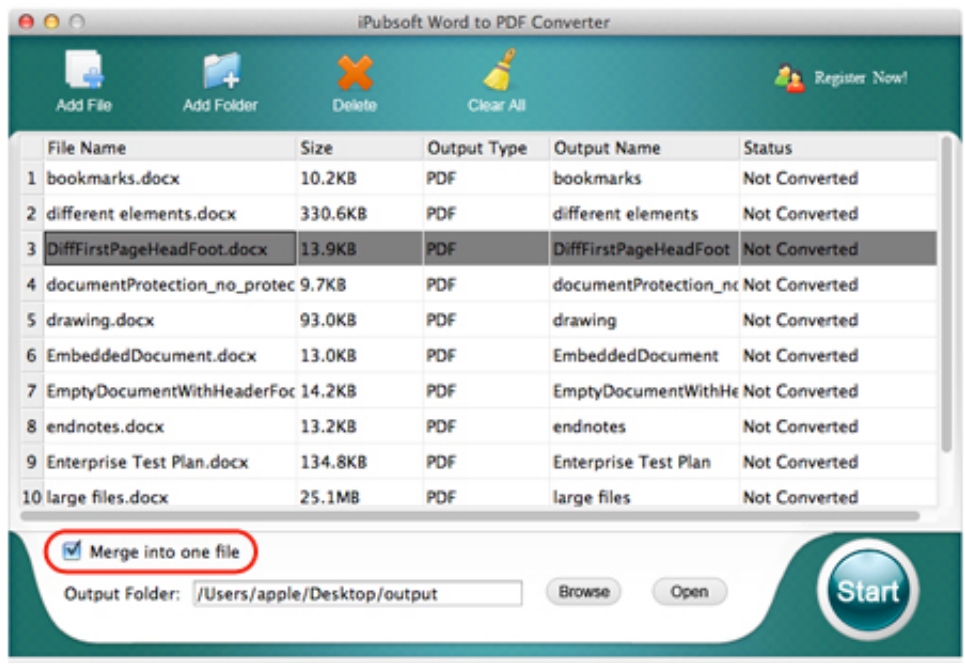 iPubsoft Word to PDF Converter
Add File Add Folder Delete Clear All Register Now!
File Name Size Output Type Output Name Status
1 bookmarks.docx 10.2KB PDF bookmarks Not Converted
2 different elements.docx 330.6KB PDF different elements Not Converted
3 DiffFirstPageHeadFoot.docx 13.9KB PDF DiffFirstPageHeadFoot Not Converted
4 documentProtection_no_protec 9.7KB PDF documentProtection_no Not Converted
5 drawing.docx 93.0KB PDF drawing Not Converted
6 EmbeddedDocument.docx 13.0KB PDF EmbeddedDocument Not Converted
7 EmptyDocumentWithHeaderFoc 14.2KB PDF EmptyDocumentWithHe Not Converted
8 endnotes.docx 13.2KB PDF endnotes Not Converted
9 Enterprise Test Plan.docx 134.8KB PDF Enterprise Test Plan Not Converted
10 large files.docx 25.1MB PDF large files Not Converted
Merge into one file
Output Folder: /Users/apple/Desktop/output Browse Open Start